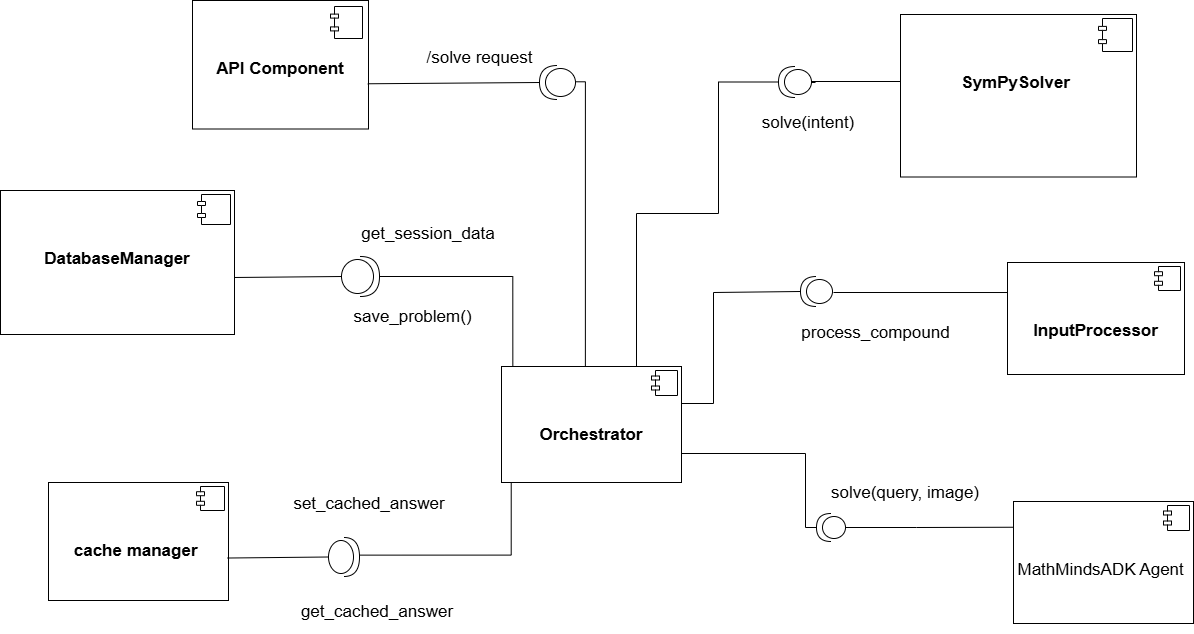 /solve request
API Component
SymPySolver
solve(intent)
get_session_data
DatabaseManager
save_problem()
process_compound
InputProcessor
Orchestrator
solve(query, image)
set_cached_answer
cache manager
MathMindsADK Agent
get_cached_answer